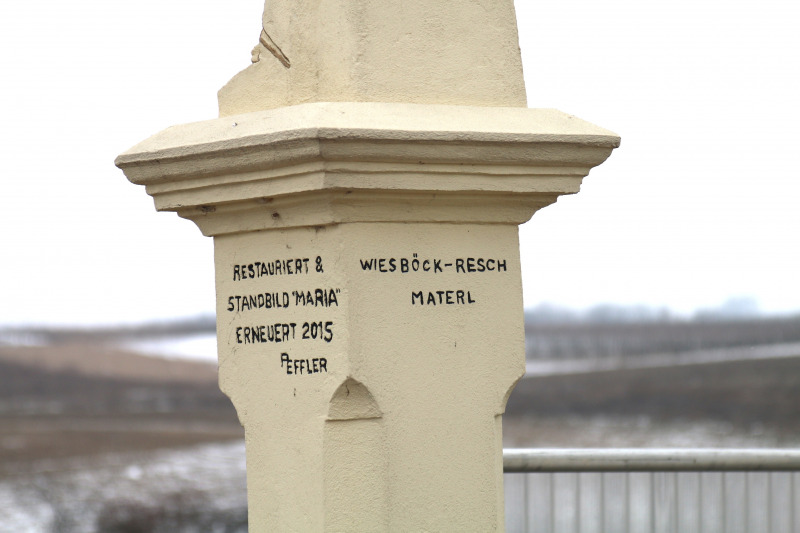 RESTAURIERT &
STANDBILD "MARIA"
ERNEUERT 2015
PEFFLER
WIESBÖCK-RESCH
MATERL